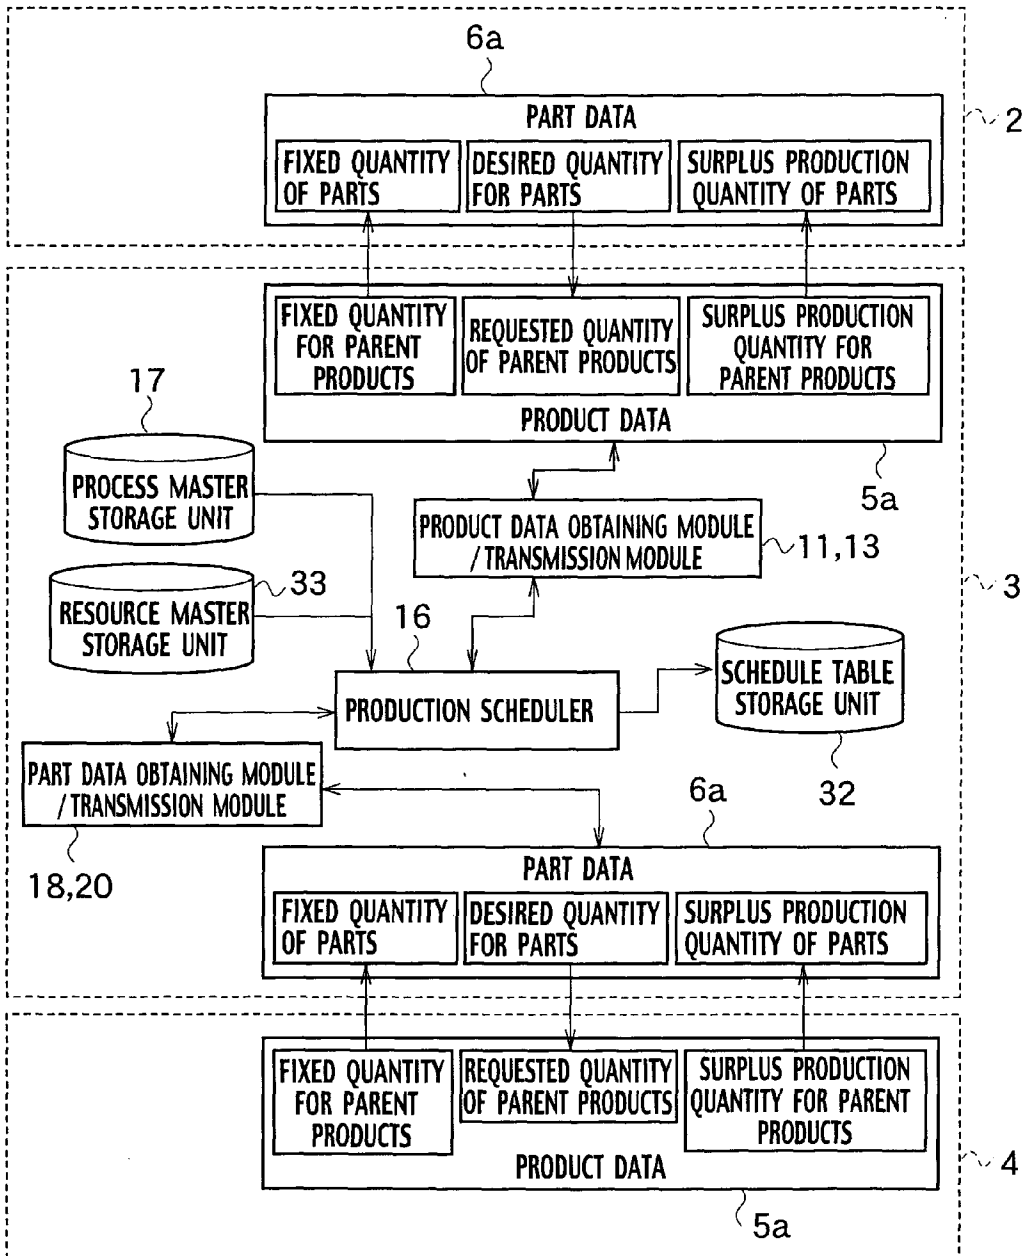 6a
PART DATA
2
FIXED QUANTITY
OF PARTS
DESIRED QUANTITY
FOR PARTS
SURPLUS PRODUCTION
QUANTITY OF PARTS
3
FIXED QUANTITY
FOR PARENT
PRODUCTS
REQUESTED QUANTITY
OF PARENT PRODUCTS
SURPLUS PRODUCTION
QUANTITY FOR
PARENT PRODUCTS
PRODUCT DATA
5a
17
PROCESS MASTER
STORAGE UNIT
PRODUCT DATA OBTAINING MODULE
/TRANSMISSION MODULE
11,13
33
RESOURCE MASTER
STORAGE UNIT
16
PRODUCTION SCHEDULER
SCHEDULE TABLE
STORAGE UNIT
32
PART DATA OBTAINING MODULE
/TRANSMISSION MODULE
18,20
6a
PART DATA
FIXED QUANTITY
OF PARTS
DESIRED QUANTITY
FOR PARTS
SURPLUS PRODUCTION
QUANTITY OF PARTS
FIXED QUANTITY
FOR PARENT
PRODUCTS
REQUESTED QUANTITY
OF PARENT PRODUCTS
SURPLUS PRODUCTION
QUANTITY FOR PARENT
PRODUCTS
PRODUCT DATA
4
5a